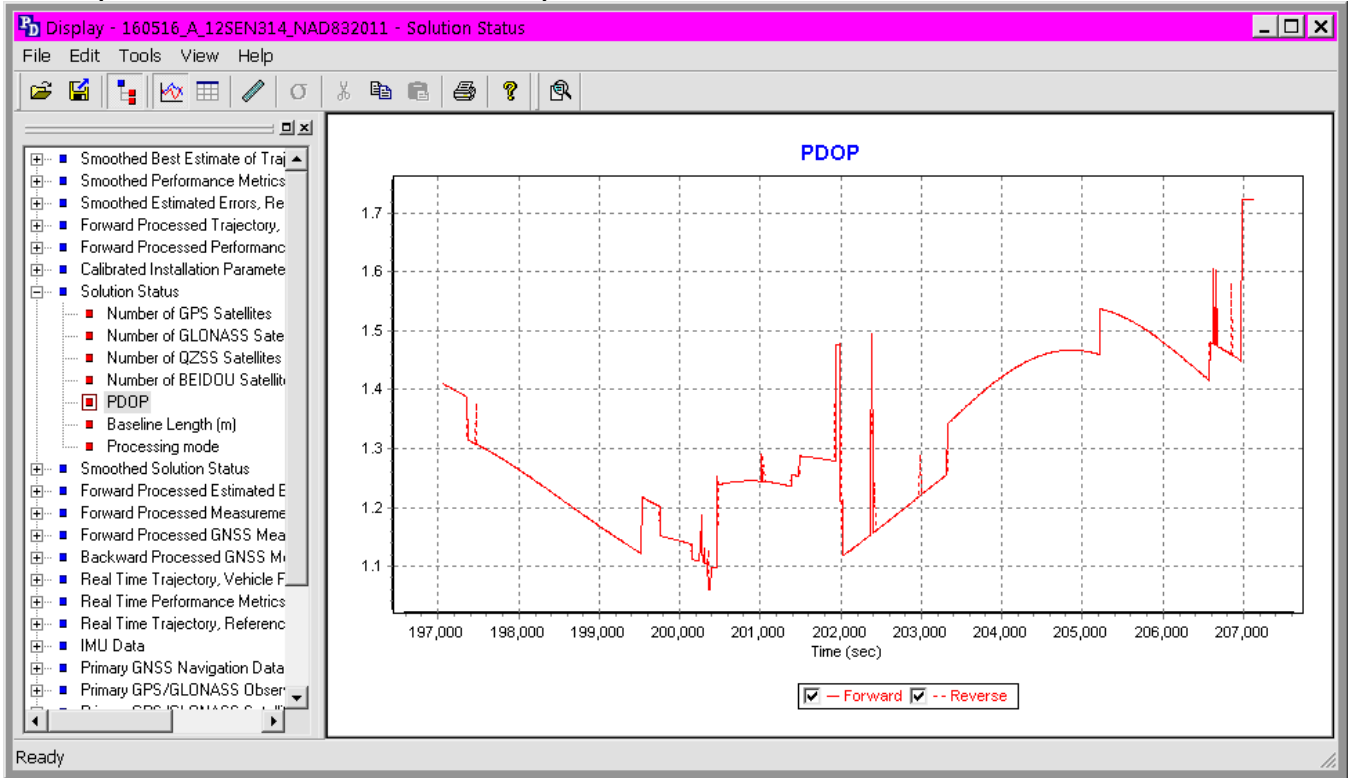 Display - 160516_A_12SEN314_NAD832011 - Solution Status
File Edit Tools View Help
Smoothed Best Estimate of Traj
Smoothed Performance Metrics
Smoothed Estimated Errors, Re
Forward Processed Trajectory,
Forward Processed Performanc
Calibrated Installation Paramete
Solution Status
Number of GPS Satellites
Number of GLONASS Sate
Number of QZSS Satellites
Number of BEIDOU Satellit
PDOP
Baseline Length (m)
Processing mode
Smoothed Solution Status
Forward Processed Estimated E
Forward Processed Measureme
Forward Processed GNSS Mea
Backward Processed GNSS M
Real Time Trajectory, Vehicle F
Real Time Performance Metrics
Real Time Trajectory, Referenc
IMU Data
Primary GNSS Navigation Data
Primary GPS/GLONASS Obser
PDOP
1.7
1.6
1.5
1.4
1.3
1.2
1.1
197,000 198,000 199,000 200,000 201,000 202,000 203,000 204,000 205,000 206,000 207,000
Time (sec)
Forward Reverse
Ready